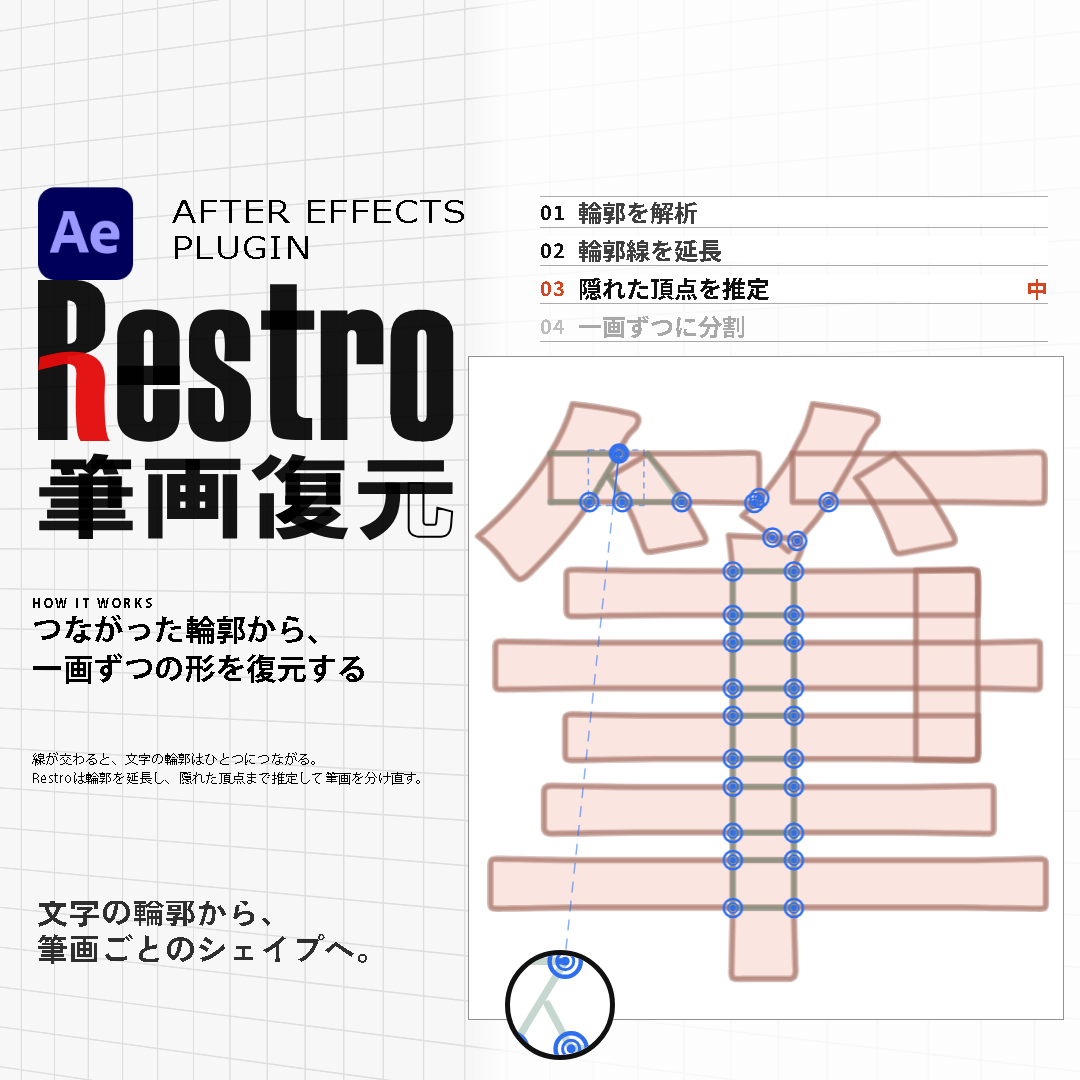 Ae
AFTER EFFECTS
PLUGIN
Restro
筆画復元
01 輪郭を解析
02 輪郭線を延長
03 隠れた頂点を推定 中
04 一画ずつに分割
HOW IT WORKS
つながった輪郭から、
一画ずつの形を復元する
線が交わると、文字の輪郭はひとつにつながる。
Restroは輪郭を延長し、隠れた頂点まで推定して筆画を分け直す。
文字の輪郭から、
筆画ごとのシェイプへ。
筆